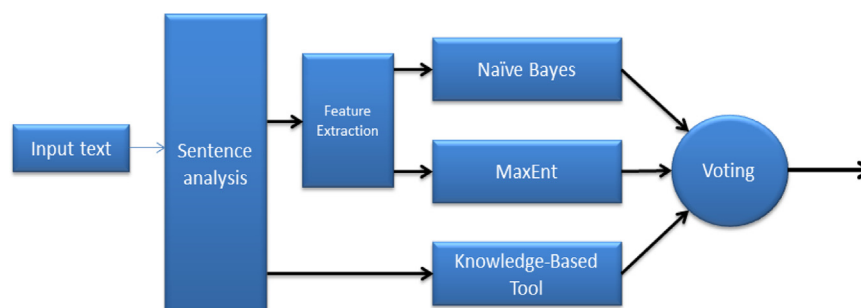 Input text
Sentence
analysis
Feature
Extraction
Naïve Bayes
MaxEnt
Knowledge-Based
Tool
Voting